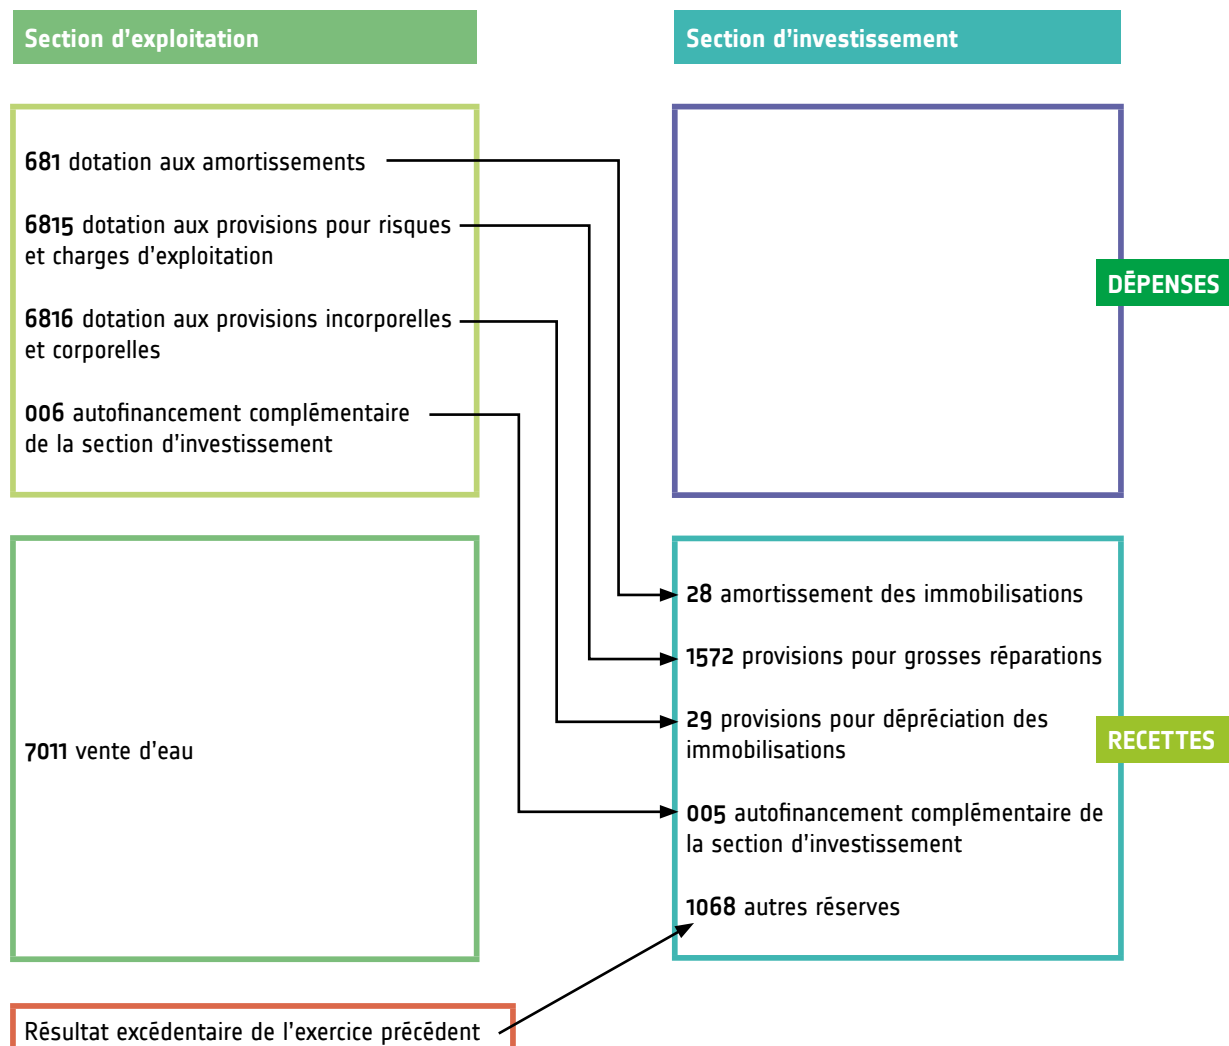 Section d’exploitation
Section d’investissement
681 dotation aux amortissements
6815 dotation aux provisions pour risques
et charges d’exploitation
6816 dotation aux provisions incorporelles
et corporelles
006 autofinancement complémentaire
de la section d’investissement
DÉPENSES
7011 vente d’eau
28 amortissement des immobilisations
1572 provisions pour grosses réparations
29 provisions pour dépréciation des
immobilisations
005 autofinancement complémentaire de
la section d’investissement
1068 autres réserves
RECETTES
Résultat excédentaire de l’exercice précédent